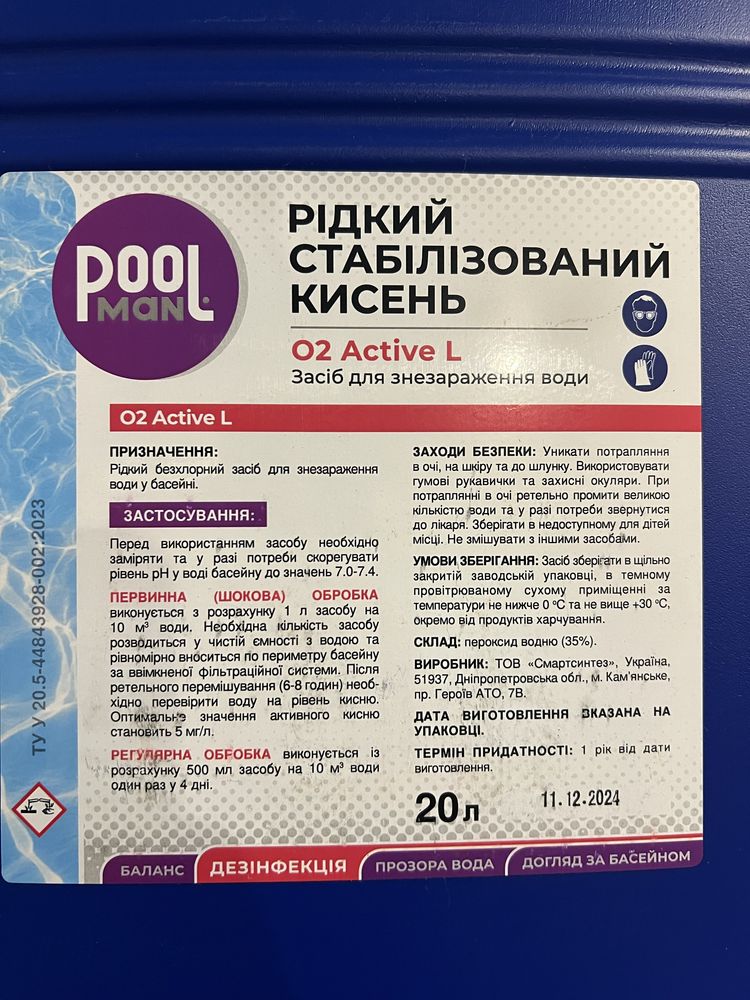 POOL
MAN
РІДКИЙ
СТАБІЛІЗОВАНИЙ
КИСЕНЬ
O2 Active L
Засіб для знезараження води
O2 Active L
ПРИЗНАЧЕННЯ:
Рідкий безхлорний засіб для знезараження
води у басейні.
ЗАСТОСУВАННЯ:
Перед використанням засобу необхідно
заміряти та у разі потреби скорегувати
рівень pH у воді басейну до значень 7.0-7.4.
ПЕРВИННА (ШОКОВА) ОБРОБКА
виконується з розрахунку 1 л засобу на
10 м³ води. Необхідна кількість засобу
розводиться у чистій ємності з водою та
рівномірно вноситься по периметру басейну
за ввімкненої фільтраційної системи. Після
ретельного перемішування (6-8 годин) необ-
хідно перевірити воду на рівень кисню.
Оптимальне значення активного кисню
становить 5 мг/л.
РЕГУЛЯРНА ОБРОБКА виконується із
розрахунку 500 мл засобу на 10 м³ води
один раз у 4 дні.
ЗАХОДИ БЕЗПЕКИ: Уникати потрапляння
в очі, на шкіру та до шлунку. Використовувати
гумові рукавички та захисні окуляри. При
потраплянні в очі ретельно промити великою
кількістю води та у разі потреби звернутися
до лікаря. Зберігати в недоступному для дітей
місці. Не змішувати з іншими засобами.
УМОВИ ЗБЕРІГАННЯ: Засіб зберігати в щільно
закритій заводській упаковці, в темному
провітрюваному сухому приміщенні за
температури не нижче 0 °C та не вище +30 °C,
окремо від продуктів харчування.
СКЛАД: пероксид водню (35%).
ВИРОБНИК: ТОВ «Смартсинтез», Україна,
51937, Дніпропетровська обл., м. Кам'янське,
пр. Героїв АТО, 7В.
ДАТА ВИГОТОВЛЕННЯ ВКАЗАНА НА
УПАКОВЦІ.
ТЕРМІН ПРИДАТНОСТІ: 1 рік від дати
виготовлення.
20 л
11.12.2024
ТУ У 20.5-44843928-002:2023
БАЛАНС
ДЕЗІНФЕКЦІЯ
ПРОЗОРА ВОДА
ДОГЛЯД ЗА БАСЕЙНОМ